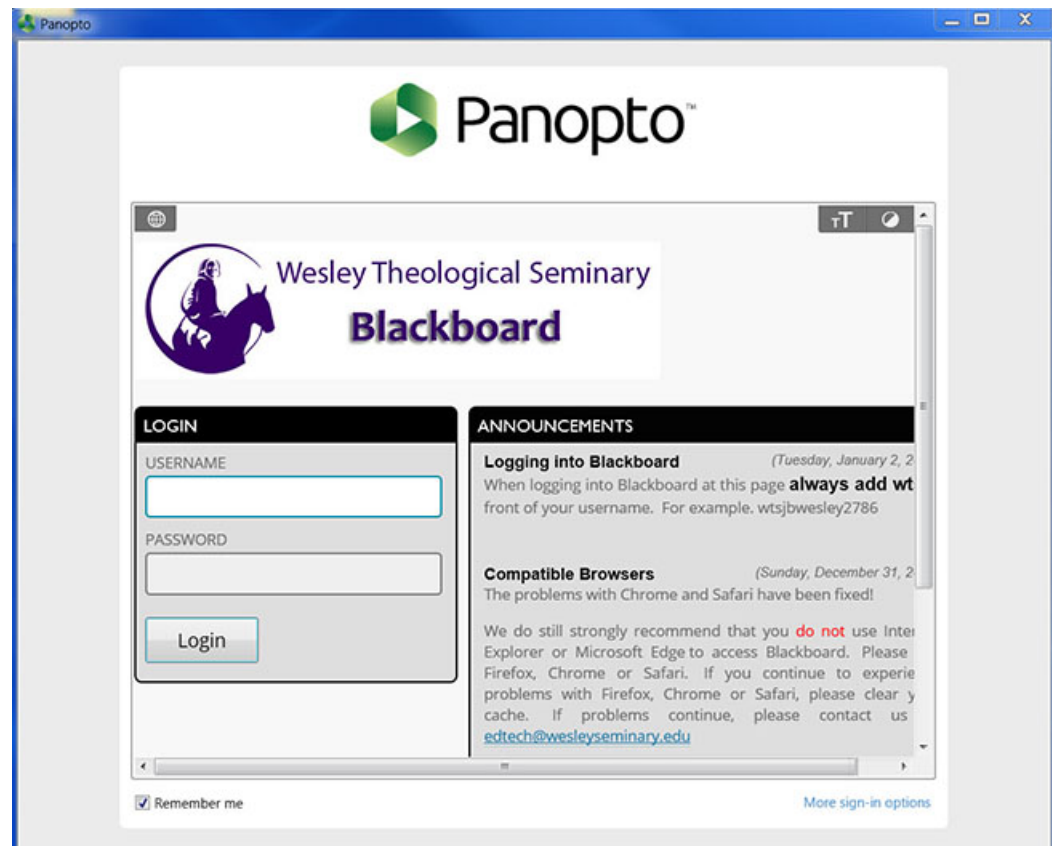 Panopto
Panopto™
TT
Wesley Theological Seminary
Blackboard
LOGIN
USERNAME
PASSWORD
Login
ANNOUNCEMENTS
Logging into Blackboard (Tuesday, January 2, 2
When logging into Blackboard at this page always add wt
front of your username. For example. wtsjbwesley2786
Compatible Browsers (Sunday, December 31, 2
The problems with Chrome and Safari have been fixed!
We do still strongly recommend that you do not use Inter
Explorer or Microsoft Edge to access Blackboard. Please
Firefox, Chrome or Safari. If you continue to experie
problems with Firefox, Chrome or Safari, please clear y
cache. If problems continue, please contact us
edtech@wesleyseminary.edu
Remember me
More sign-in options